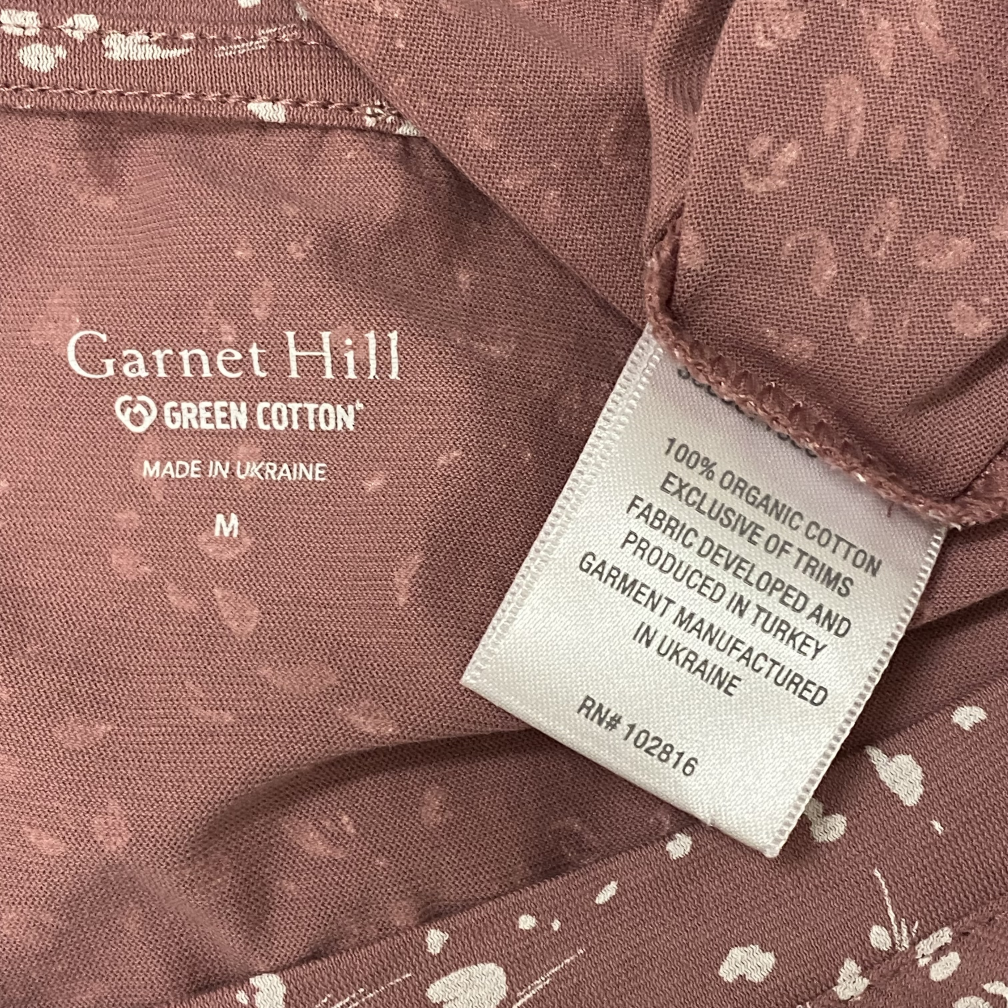 Garnet Hill
GREEN COTTON®
MADE IN UKRAINE
M
100% ORGANIC COTTON
EXCLUSIVE OF TRIMS
FABRIC DEVELOPED AND
PRODUCED IN TURKEY
GARMENT MANUFACTURED
IN UKRAINE
RN# 102816